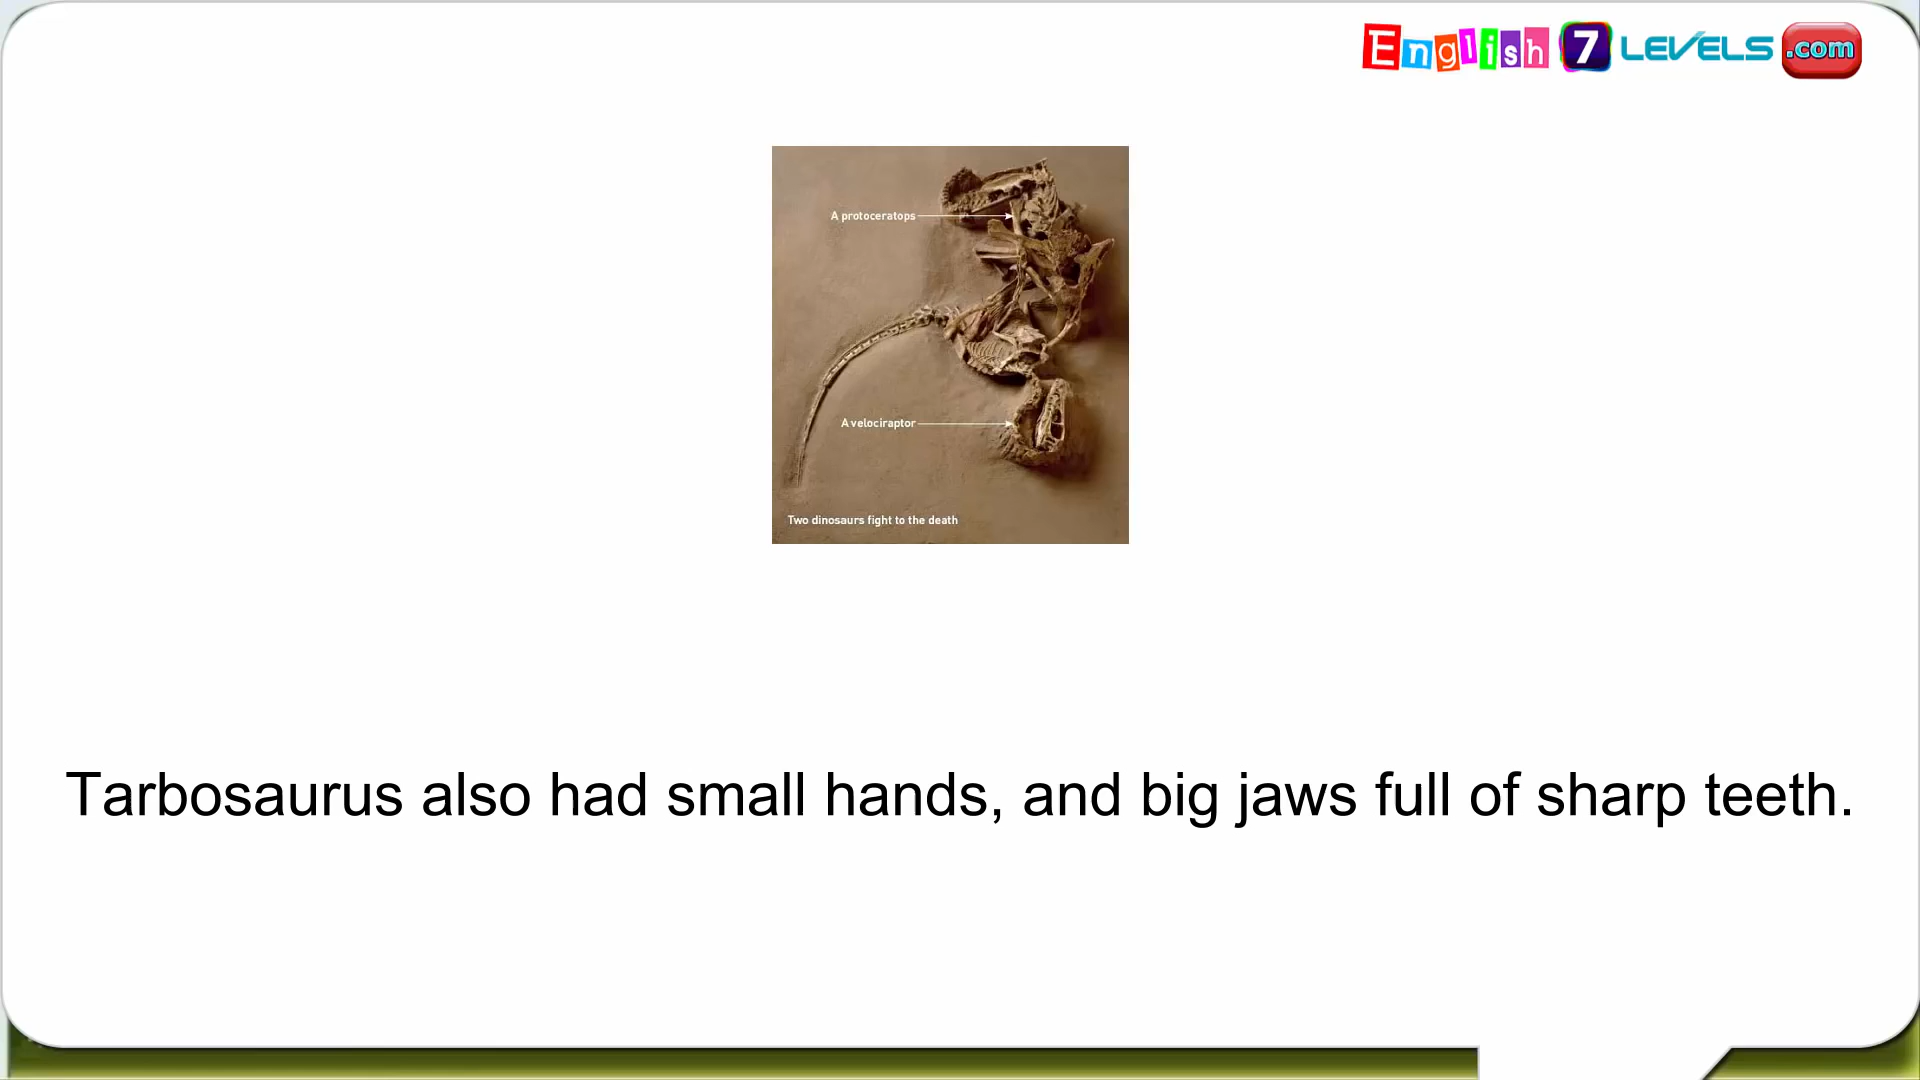 English 7 LEVELS .com
A protoceratops
A velociraptor
Two dinosaurs fight to the death
Tarbosaurus also had small hands, and big jaws full of sharp teeth.